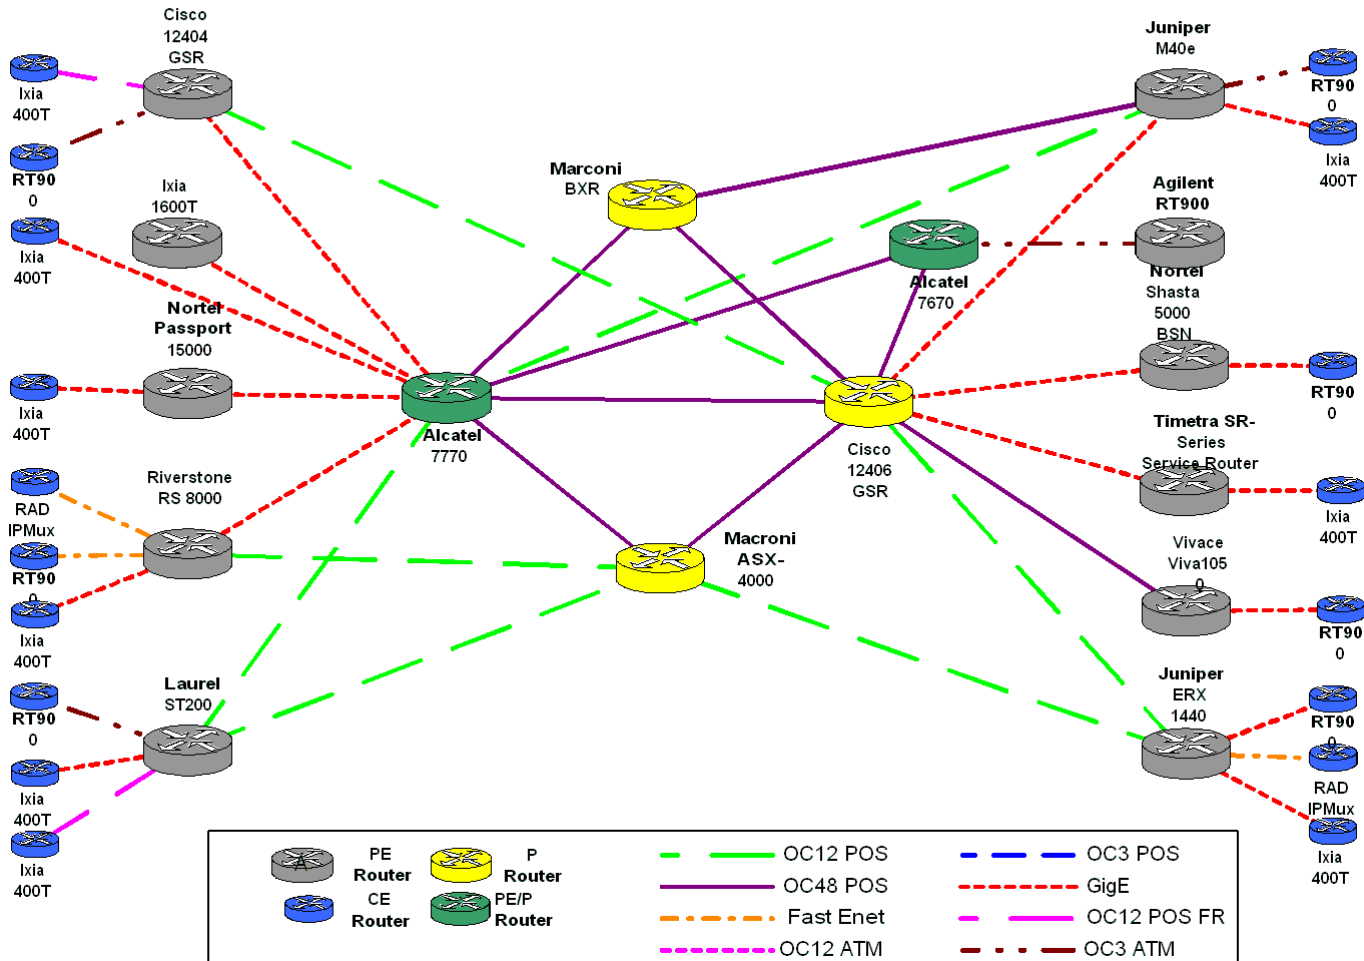 Cisco
12404
GSR
Ixia
400T
RT90
0
Ixia
1600T
Ixia
400T
Nortel
Passport
15000
Ixia
400T
Riverstone
RS 8000
RAD
IPMux
RT90
0
Ixia
400T
Laurel
ST200
RT90
0
Ixia
400T
Ixia
400T
Marconi
BXR
Alcatel
7770
Alcatel
7670
Cisco
12406
GSR
Macroni
ASX-
4000
Juniper
M40e
RT90
0
Ixia
400T
Agilent
RT900
Nortel
Shasta
5000
BSN
RT90
0
Timetra SR-
Series
Service Router
Ixia
400T
Vivace
Viva105
0
RT90
0
Juniper
ERX
1440
RT90
0
RAD
IPMux
Ixia
400T
A
PE
Router
P
Router
CE
Router
PE/P
Router
OC12 POS
OC48 POS
Fast Enet
OC12 ATM
OC3 POS
GigE
OC12 POS FR
OC3 ATM